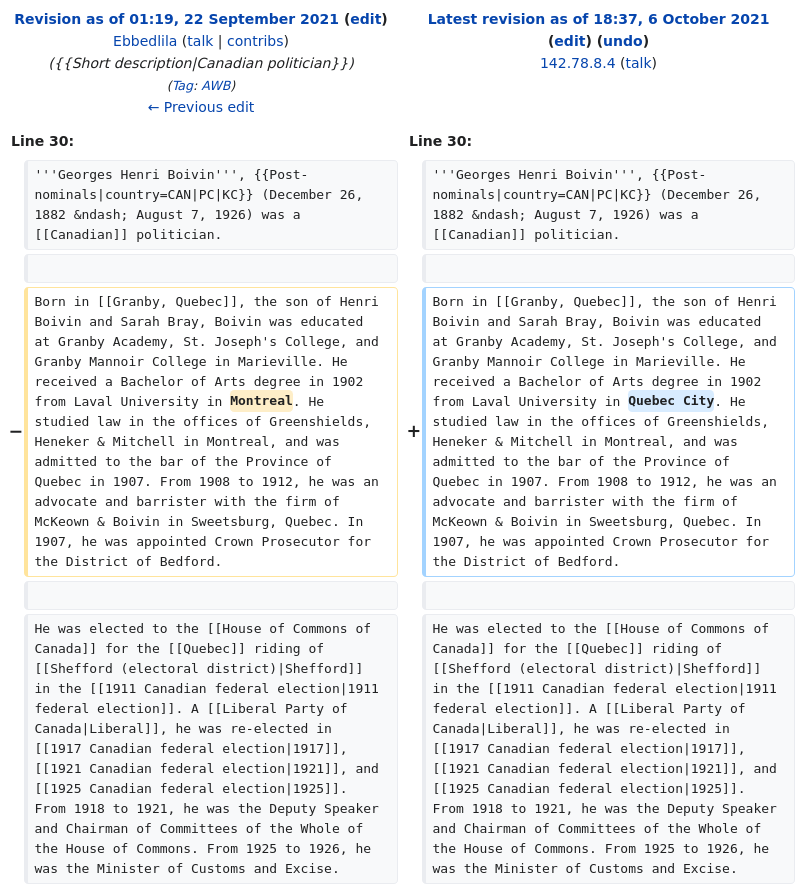 Revision as of 01:19, 22 September 2021 (edit)
Ebbedlila (talk | contribs)
({{Short description|Canadian politician}})
(Tag: AWB)
← Previous edit
Latest revision as of 18:37, 6 October 2021
(edit) (undo)
142.78.8.4 (talk)
Line 30:
Line 30:
'''Georges Henri Boivin''', {{Post-
nominals|country=CAN|PC|KC}} (December 26,
1882 &ndash; August 7, 1926) was a
[[Canadian]] politician.
'''Georges Henri Boivin''', {{Post-
nominals|country=CAN|PC|KC}} (December 26,
1882 &ndash; August 7, 1926) was a
[[Canadian]] politician.
−
Born in [[Granby, Quebec]], the son of Henri
Boivin and Sarah Bray, Boivin was educated
at Granby Academy, St. Joseph's College, and
Granby Mannoir College in Marieville. He
received a Bachelor of Arts degree in 1902
from Laval University in Montreal. He
studied law in the offices of Greenshields,
Heneker & Mitchell in Montreal, and was
admitted to the bar of the Province of
Quebec in 1907. From 1908 to 1912, he was an
advocate and barrister with the firm of
McKeown & Boivin in Sweetsburg, Quebec. In
1907, he was appointed Crown Prosecutor for
the District of Bedford.
+
Born in [[Granby, Quebec]], the son of Henri
Boivin and Sarah Bray, Boivin was educated
at Granby Academy, St. Joseph's College, and
Granby Mannoir College in Marieville. He
received a Bachelor of Arts degree in 1902
from Laval University in Quebec City. He
studied law in the offices of Greenshields,
Heneker & Mitchell in Montreal, and was
admitted to the bar of the Province of
Quebec in 1907. From 1908 to 1912, he was an
advocate and barrister with the firm of
McKeown & Boivin in Sweetsburg, Quebec. In
1907, he was appointed Crown Prosecutor for
the District of Bedford.
He was elected to the [[House of Commons of
Canada]] for the [[Quebec]] riding of
[[Shefford (electoral district)|Shefford]]
in the [[1911 Canadian federal election|1911
federal election]]. A [[Liberal Party of
Canada|Liberal]], he was re-elected in
[[1917 Canadian federal election|1917]],
[[1921 Canadian federal election|1921]], and
[[1925 Canadian federal election|1925]].
From 1918 to 1921, he was the Deputy Speaker
and Chairman of Committees of the Whole of
the House of Commons. From 1925 to 1926, he
was the Minister of Customs and Excise.
He was elected to the [[House of Commons of
Canada]] for the [[Quebec]] riding of
[[Shefford (electoral district)|Shefford]]
in the [[1911 Canadian federal election|1911
federal election]]. A [[Liberal Party of
Canada|Liberal]], he was re-elected in
[[1917 Canadian federal election|1917]],
[[1921 Canadian federal election|1921]], and
[[1925 Canadian federal election|1925]].
From 1918 to 1921, he was the Deputy Speaker
and Chairman of Committees of the Whole of
the House of Commons. From 1925 to 1926, he
was the Minister of Customs and Excise.